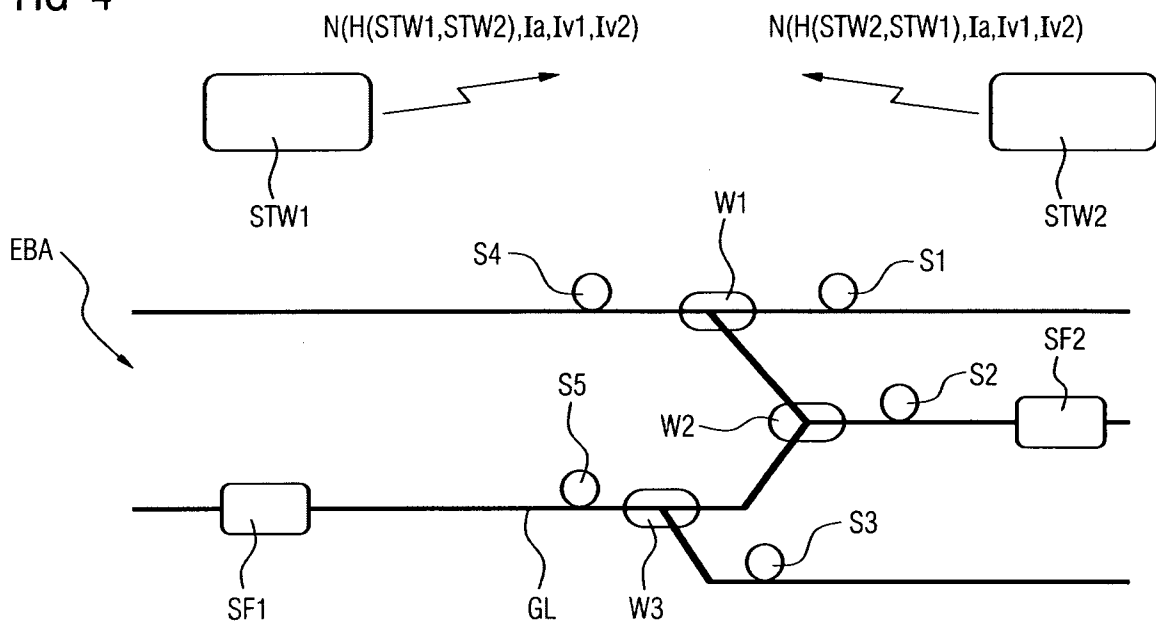 FIG 4
N(H(STW1,STW2),Ia,Iv1,Iv2)
N(H(STW2,STW1),Ia,Iv1,Iv2)
STW1
STW2
W1
EBA
S4
S1
SF2
S2
S5
W2
S3
SF1
GL
W3